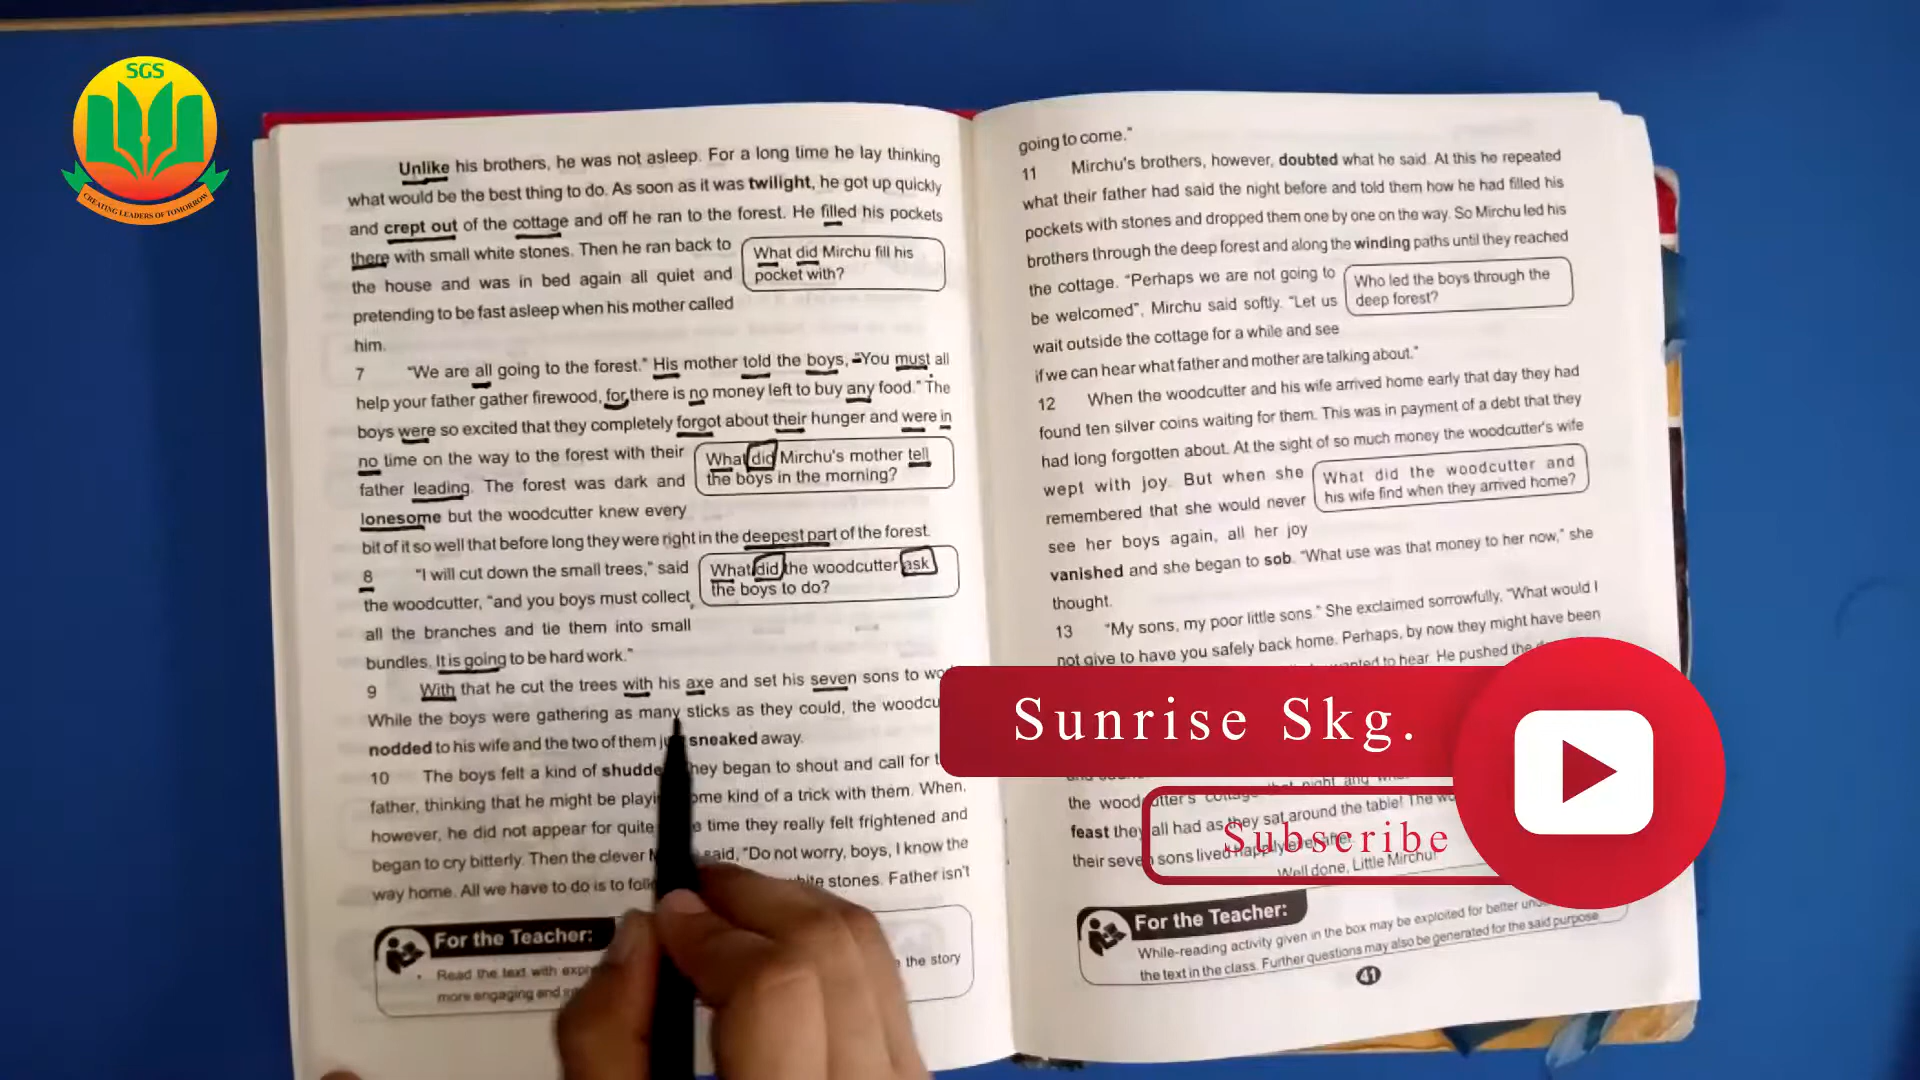 SGS
CREATING LEADERS OF TOMORROW
Unlike his brothers, he was not asleep. For a long time he lay thinking
what would be the best thing to do. As soon as it was twilight, he got up quickly
and crept out of the cottage and off he ran to the forest. He filled his pockets
there with small white stones. Then he ran back to
the house and was in bed again all quiet and
pretending to be fast asleep when his mother called
him.
What did Mirchu fill his
pocket with?
7 "We are all going to the forest." His mother told the boys, "You must all
help your father gather firewood, for there is no money left to buy any food." The
boys were so excited that they completely forgot about their hunger and were in
no time on the way to the forest with their
father leading. The forest was dark and
lonesome but the woodcutter knew every
bit of it so well that before long they were right in the deepest part of the forest.
What did Mirchu's mother tell
the boys in the morning?
8 "I will cut down the small trees," said
the woodcutter, "and you boys must collect
all the branches and tie them into small
bundles. It is going to be hard work."
What did the woodcutter ask
the boys to do?
9 With that he cut the trees with his axe and set his seven sons to
While the boys were gathering as many sticks as they could, the
nodded to his wife and the two of them sneaked away.
10 The boys felt a kind of they began to shout and call for
father, thinking that he might be some kind of a trick with them. When,
however, he did not appear for quite time they really felt frightened and
began to cry bitterly. Then the clever said, "Do not worry, boys, I know the
way home. All we have to do is to white stones. Father isn't
For the Teacher:
Read the text with the story
more engaging and
going to come."
11 Mirchu's brothers, however, doubted what he said. At this he repeated
what their father had said the night before and told them how he had filled his
pockets with stones and dropped them one by one on the way. So Mirchu led his
brothers through the deep forest and along the winding paths until they reached
the cottage. "Perhaps we are not going to
be welcomed", Mirchu said softly. "Let us
wait outside the cottage for a while and see
if we can hear what father and mother are talking about."
Who led the boys through the
deep forest?
12 When the woodcutter and his wife arrived home early that day they had
found ten silver coins waiting for them. This was in payment of a debt that they
had long forgotten about. At the sight of so much money the woodcutter's wife
wept with joy. But when she
remembered that she would never
see her boys again, all her joy
vanished and she began to sob. "What use was that money to her now," she
thought.
What did the woodcutter and
his wife find when they arrived home?
13 "My sons, my poor little sons." She exclaimed sorrowfully, "What would I
not give to have you safely back home. Perhaps, by now they might have been
wanted to hear. He pushed the
Sunrise Skg.
that night and
the woodcutter's
feast they all had as they sat around the table! The
their seven sons lived happily ever after.
Well done, Little Mirchu!
Subscribe
For the Teacher:
While-reading activity given in the box may be exploited for better
the text in the class. Further questions may also be generated for the said purpose
41